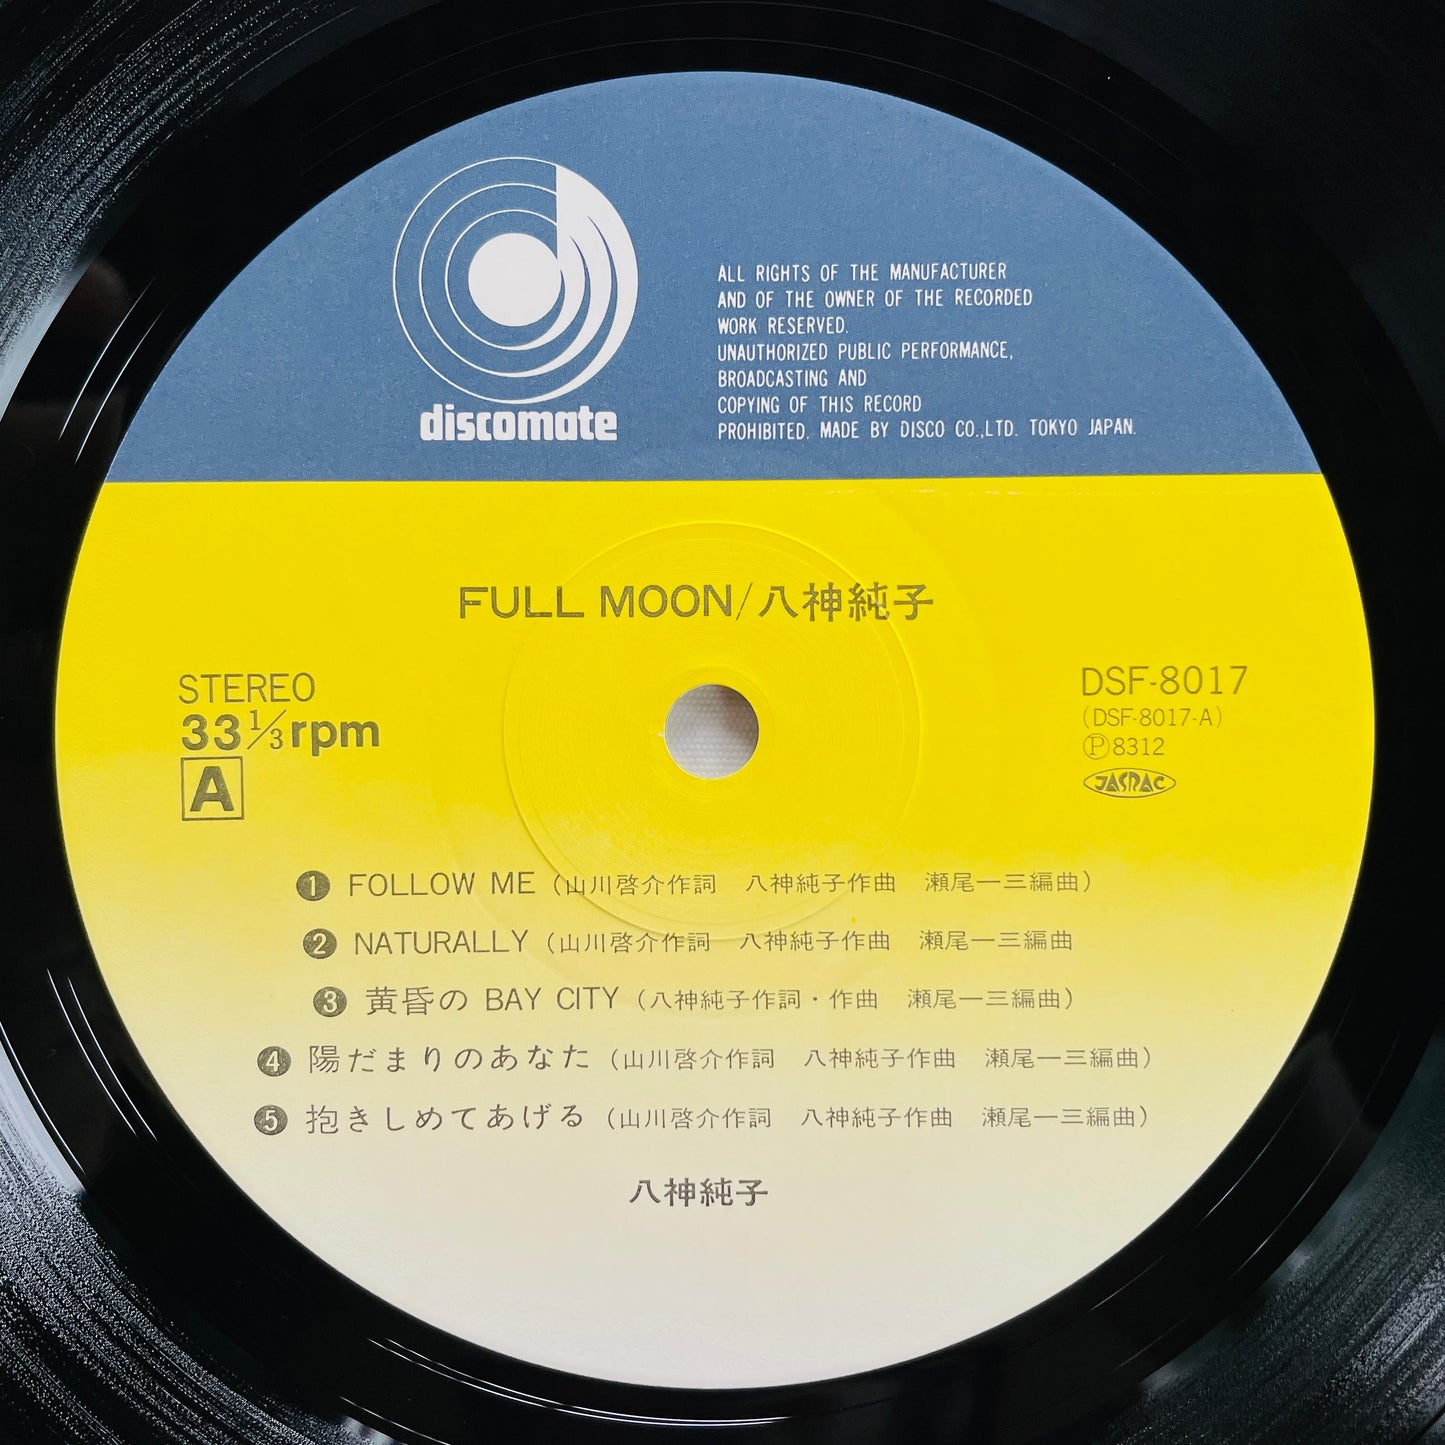 discomate
ALL RIGHTS OF THE MANUFACTURER
AND OF THE OWNER OF THE RECORDED
WORK RESERVED.
UNAUTHORIZED PUBLIC PERFORMANCE,
BROADCASTING AND
COPYING OF THIS RECORD
PROHIBITED. MADE BY DISCO CO.,LTD. TOKYO JAPAN.
FULL MOON/八神純子
STEREO
33⅓rpm
A
DSF-8017
(DSF-8017-A)
Ⓟ8312
JASRAC
❶ FOLLOW ME (山川啓介作詞 八神純子作曲 瀬尾一三編曲)
❷ NATURALLY (山川啓介作詞 八神純子作曲 瀬尾一三編曲
❸ 黄昏の BAY CITY (八神純子作詞・作曲 瀬尾一三編曲)
❹ 陽だまりのあなた (山川啓介作詞 八神純子作曲 瀬尾一三編曲)
❺ 抱きしめてあげる (山川啓介作詞 八神純子作曲 瀬尾一三編曲)
八神純子